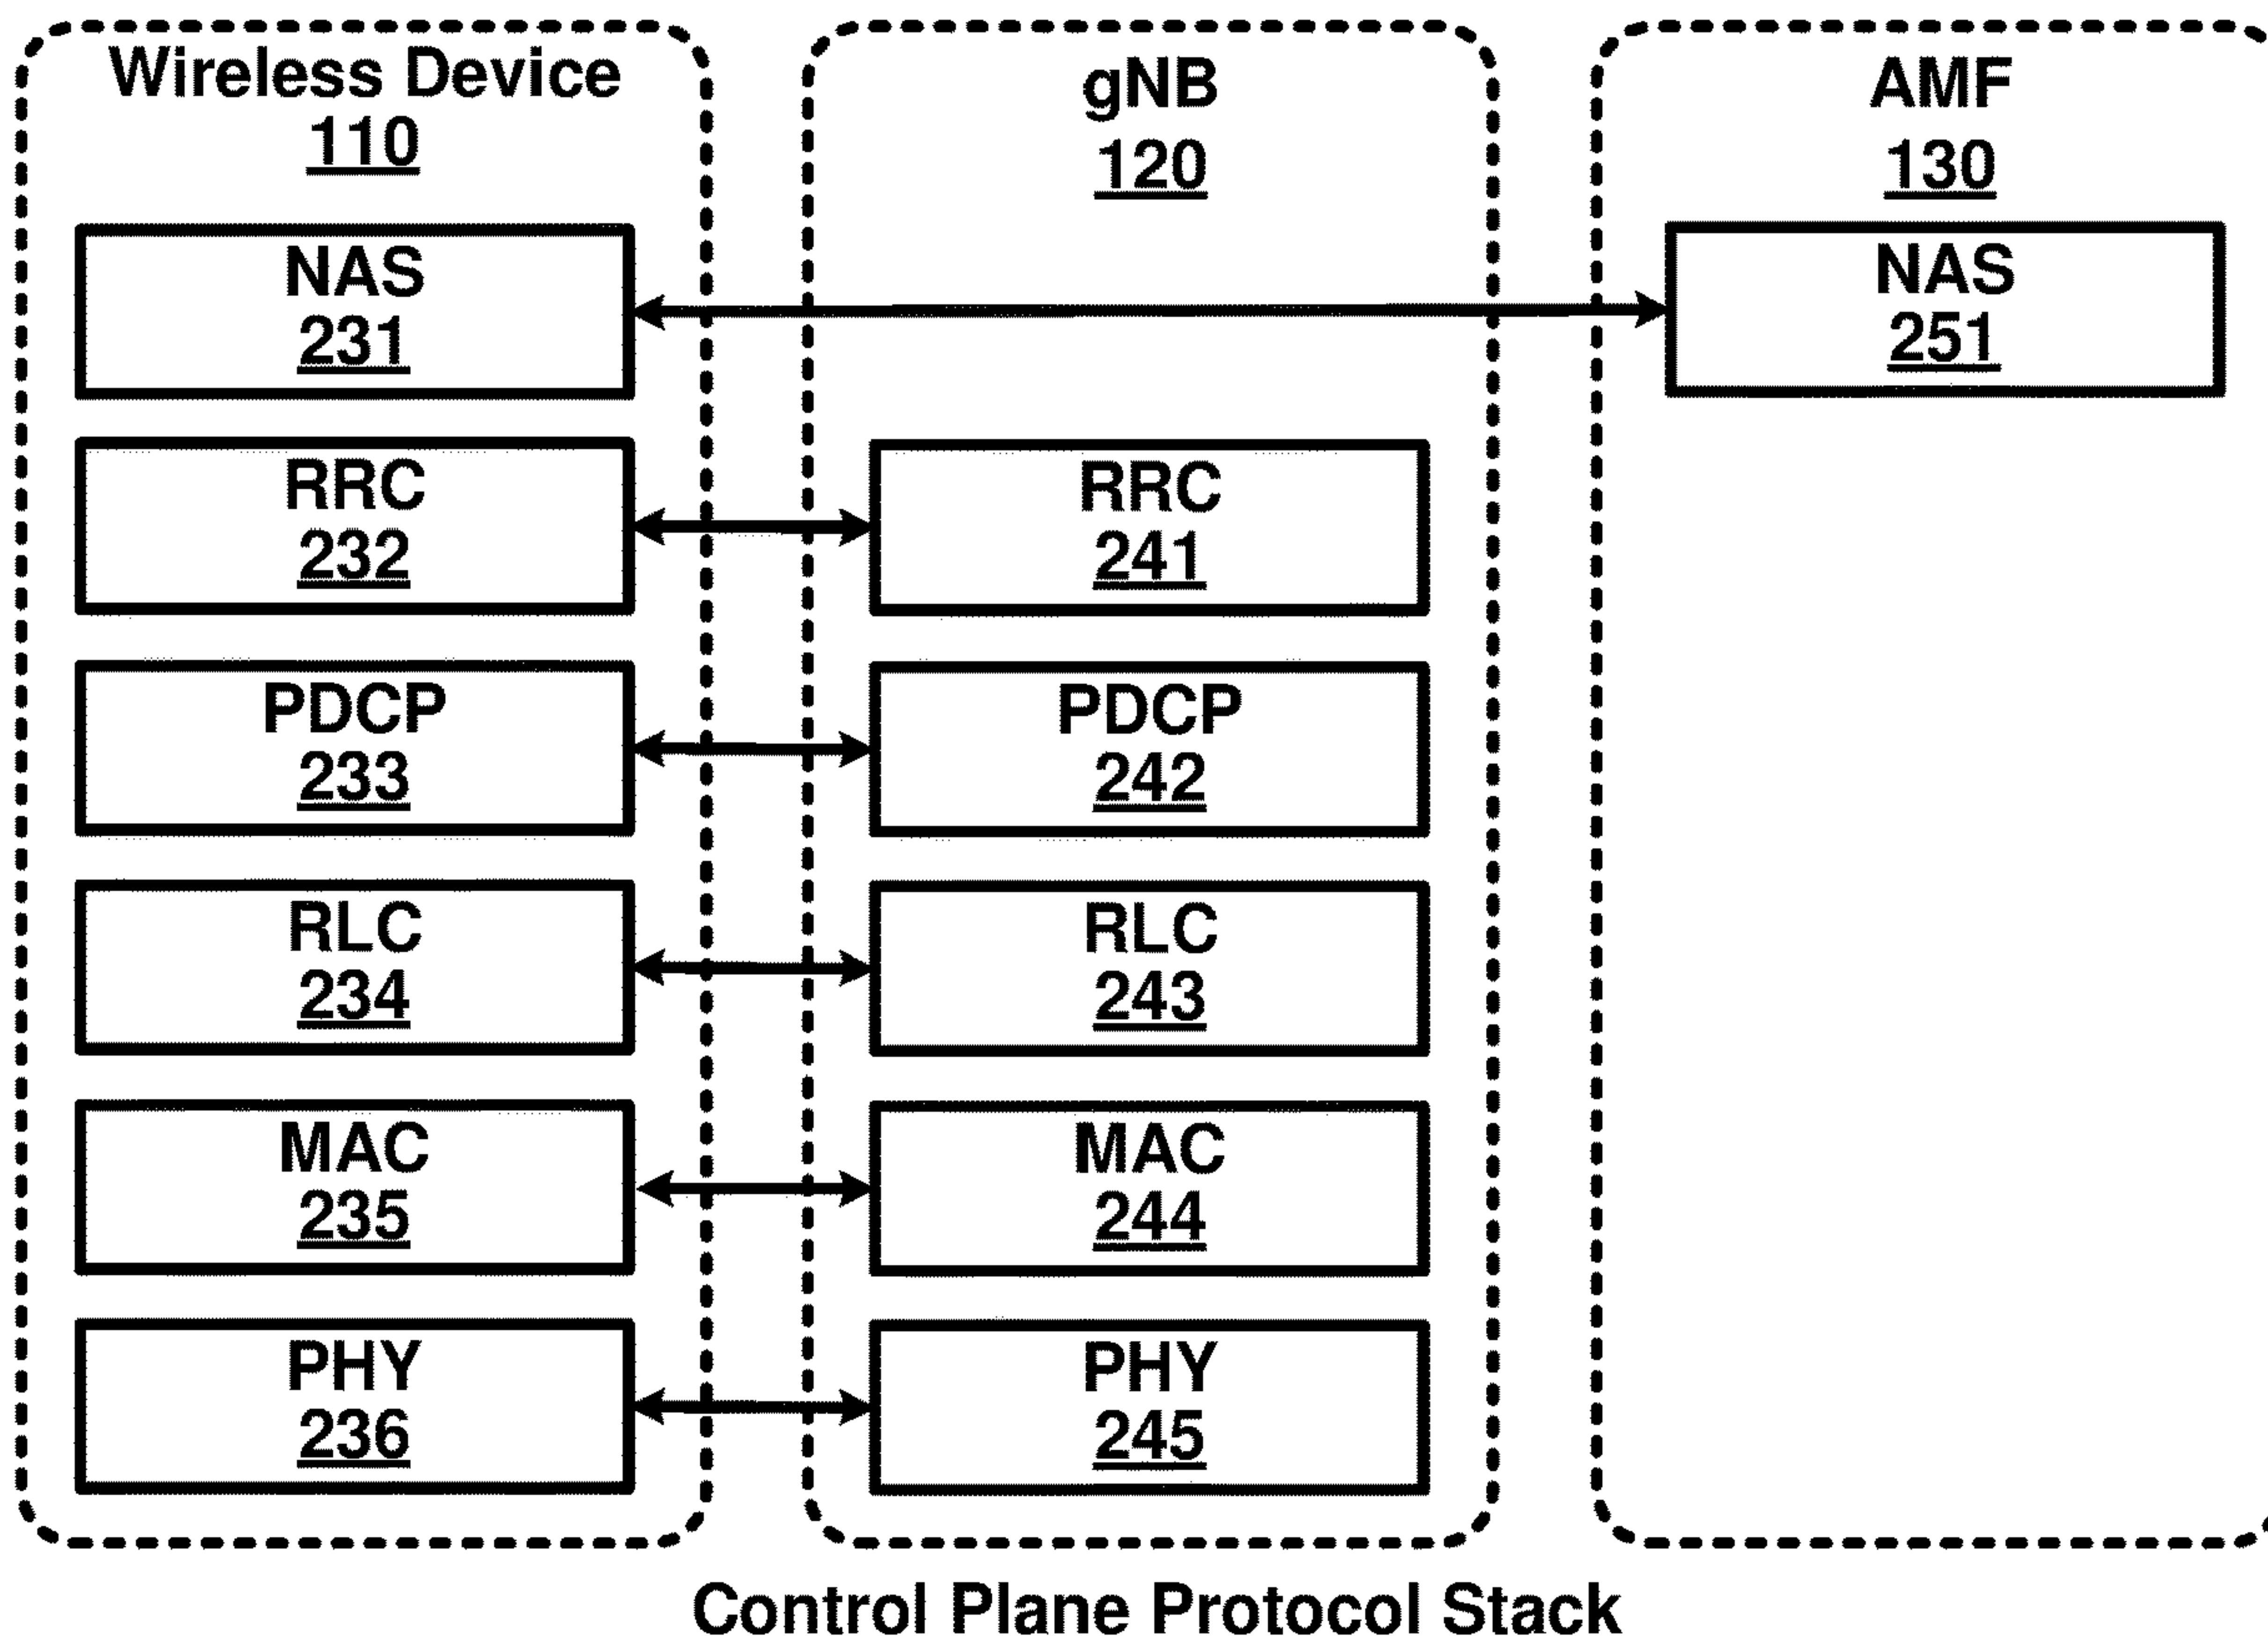 Wireless Device
110
gNB
120
AMF
130
NAS
231
NAS
251
RRC
232
RRC
241
PDCP
233
PDCP
242
RLC
234
RLC
243
MAC
235
MAC
244
PHY
236
PHY
245
Control Plane Protocol Stack